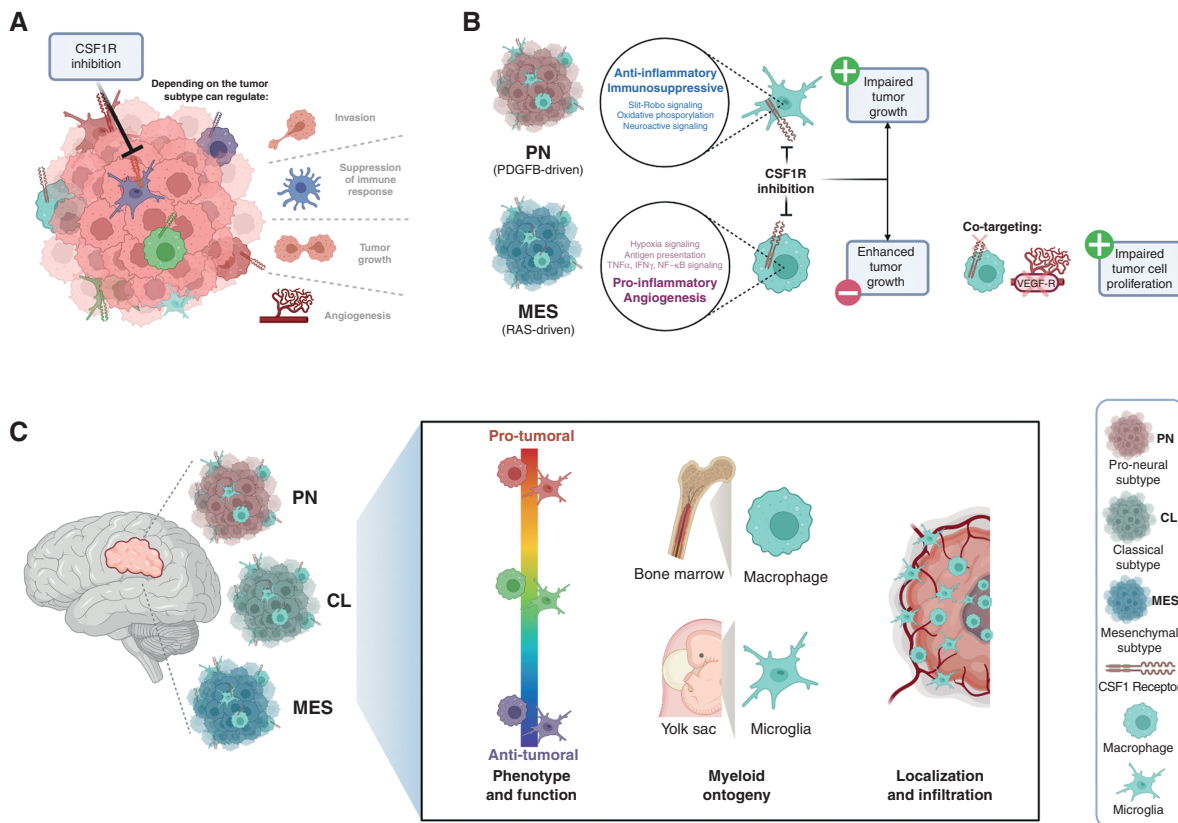 A
CSF1R
inhibition
Depending on the tumor
subtype can regulate:
Invasion
Suppression
of immune
response
Tumor
growth
Angiogenesis
B
PN
(PDGFB-driven)
Anti-inflammatory
Immunosuppressive
Slit-Robo signaling
Oxidative phosporylation
Neuroactive signaling
CSF1R
inhibition
Impaired
tumor
growth
MES
(RAS-driven)
Hypoxia signaling
Antigen presentation
TNFα, IFNγ, NF-κB signaling
Pro-inflammatory
Angiogenesis
Enhanced
tumor
growth
Co-targeting:
VEGF-R
Impaired
tumor cell
proliferation
C
PN
CL
MES
Pro-tumoral
Anti-tumoral
Phenotype
and function
Bone marrow
Macrophage
Yolk sac
Microglia
Myeloid
ontogeny
Localization
and infiltration
PN
Pro-neural
subtype
CL
Classical
subtype
MES
Mesenchymal
subtype
CSF1 Receptor
Macrophage
Microglia